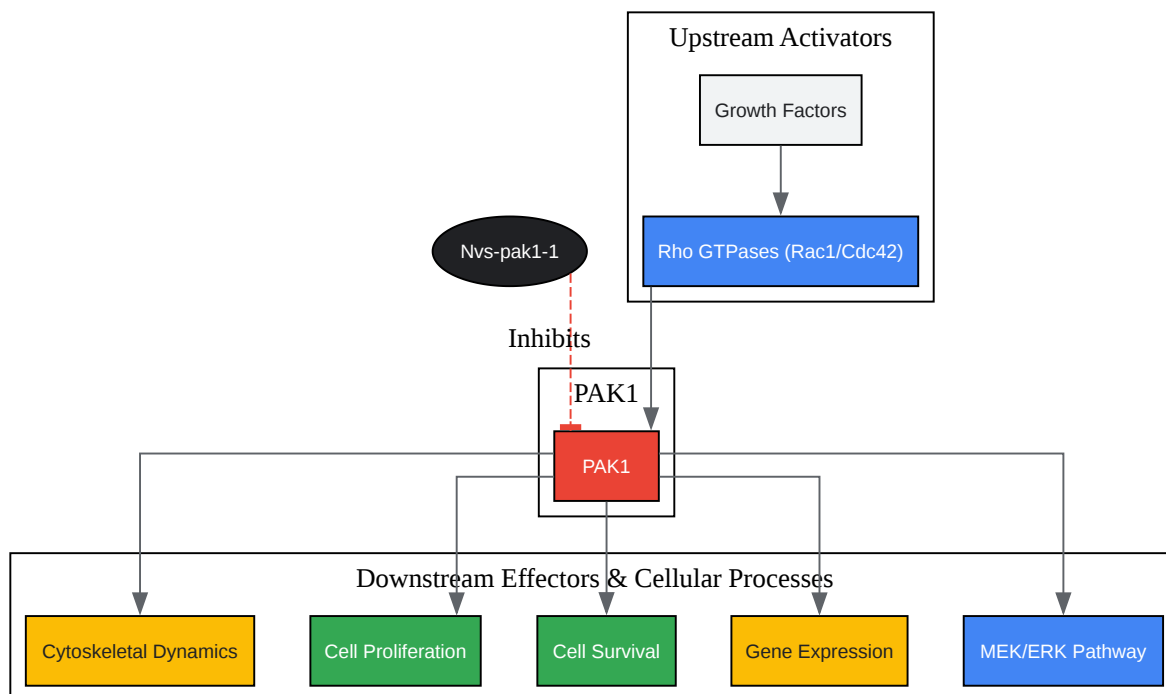 Upstream Activators
Growth Factors
Nvs-pak1-1
Rho GTPases (Rac1/Cdc42)
Inhibits
PAK1
PAK1
Downstream Effectors & Cellular Processes
Cytoskeletal Dynamics
Cell Proliferation
Cell Survival
Gene Expression
MEK/ERK Pathway